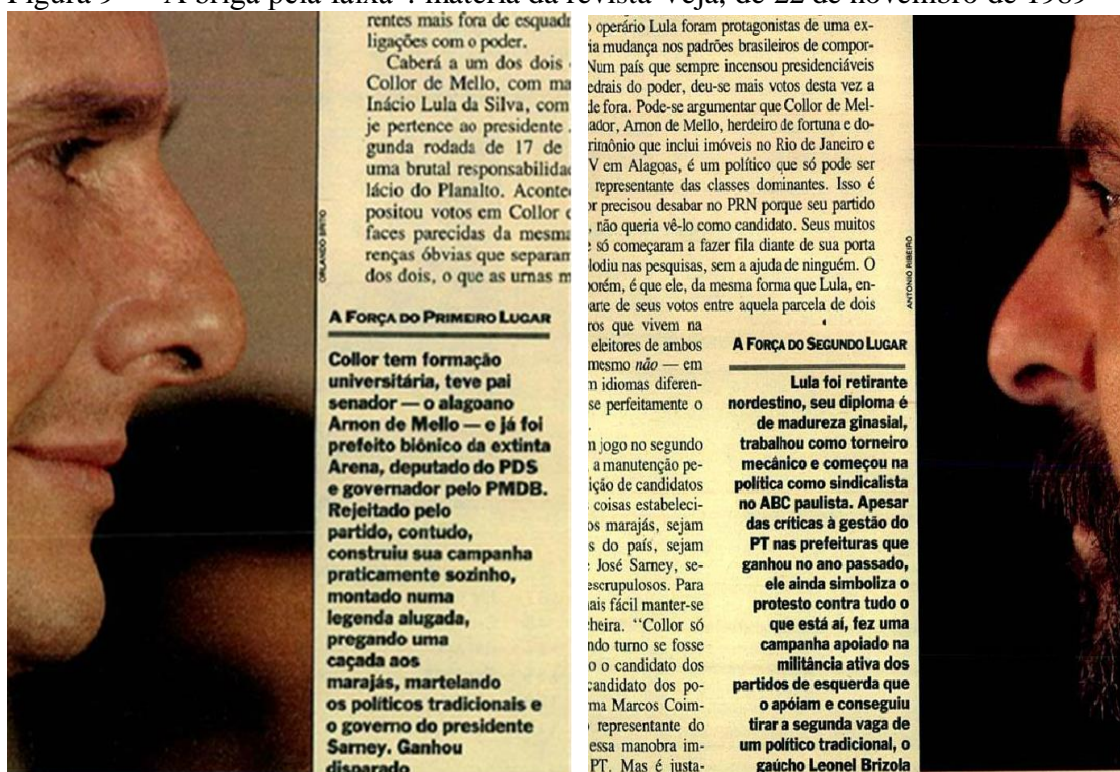 Figura 9 – "A briga pela faixa": matéria da revista Veja, de 22 de novembro de 1989
rentes mais fora de esquadr
ligações com o poder.
Caberá a um dos dois
Collor de Mello, com ma
Inácio Lula da Silva, com
je pertence ao presidente
gunda rodada de 17 de
uma brutal responsabilida
lácio do Planalto. Aconte
positou votos em Collor e
faces parecidas da mesma
renças óbvias que separam
dos dois, o que as urnas m
ORLANDO BRITO
A FORÇA DO PRIMEIRO LUGAR
Collor tem formação
universitária, teve pai
senador — o alagoano
Arnon de Mello — e já foi
prefeito biônico da extinta
Arena, deputado do PDS
e governador pelo PMDB.
Rejeitado pelo
partido, contudo,
construiu sua campanha
praticamente sozinho,
montado numa
legenda alugada,
pregando uma
caçada aos
marajás, martelando
os políticos tradicionais e
o governo do presidente
Sarney. Ganhou
disparado
o operário Lula foram protagonistas de uma ex-
ia mudança nos padrões brasileiros de compor-
Num país que sempre incensou presidenciáveis
edrais do poder, deu-se mais votos desta vez a
de fora. Pode-se argumentar que Collor de Mel-
ador, Arnon de Mello, herdeiro de fortuna e do-
rimônio que inclui imóveis no Rio de Janeiro e
V em Alagoas, é um político que só pode ser
representante das classes dominantes. Isso é
or precisou desabar no PRN porque seu partido
, não queria vê-lo como candidato. Seus muitos
só começaram a fazer fila diante de sua porta
lodiu nas pesquisas, sem a ajuda de ninguém. O
porém, é que ele, da mesma forma que Lula, en-
arte de seus votos entre aquela parcela de dois
ros que vivem na
eleitores de ambos
mesmo não — em
m idiomas diferen-
se perfeitamente o
.
m jogo no segundo
a manutenção pe-
ição de candidatos
coisas estabeleci-
os marajás, sejam
s do país, sejam
José Sarney, se-
escrupulosos. Para
ais fácil manter-se
cheira. “Collor só
ndo turno se fosse
o o candidato dos
candidato dos po-
ma Marcos Coim-
representante do
essa manobra im-
PT. Mas é justa-
ANTONIO RIBEIRO
A FORÇA DO SEGUNDO LUGAR
Lula foi retirante
nordestino, seu diploma é
de madureza ginasial,
trabalhou como torneiro
mecânico e começou na
política como sindicalista
no ABC paulista. Apesar
das críticas à gestão do
PT nas prefeituras que
ganhou no ano passado,
ele ainda simboliza o
protesto contra tudo o
que está aí, fez uma
campanha apoiado na
militância ativa dos
partidos de esquerda que
o apóiam e conseguiu
tirar a segunda vaga de
um político tradicional, o
gaúcho Leonel Brizola